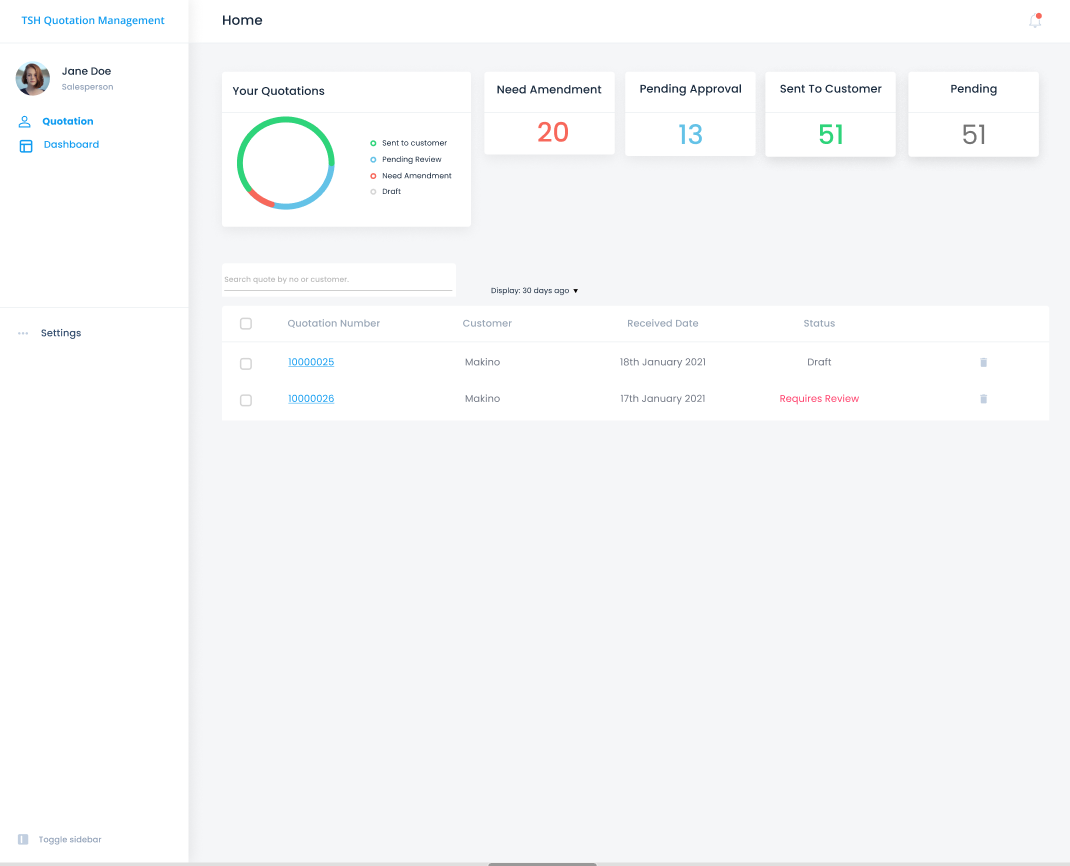 TSH Quotation Management
Home
Jane Doe
Salesperson
Quotation
Dashboard
Settings
Toggle sidebar
Your Quotations
Sent to customer
Pending Review
Need Amendment
Draft
Need Amendment
20
Pending Approval
13
Sent To Customer
51
Pending
51
Search quote by no or customer.
Display: 30 days ago ▼
Quotation Number Customer Received Date Status
10000025 Makino 18th January 2021 Draft
10000026 Makino 17th January 2021 Requires Review